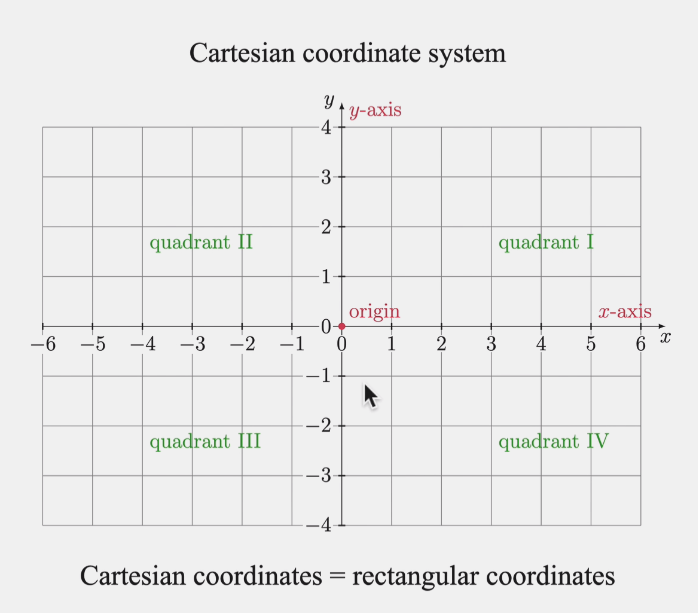 Cartesian coordinate system
y
y-axis
4
3
2
quadrant II quadrant I
1
origin x-axis
0
−6 −5 −4 −3 −2 −1 0 1 2 3 4 5 6 x
−1
−2
quadrant III quadrant IV
−3
−4
Cartesian coordinates = rectangular coordinates